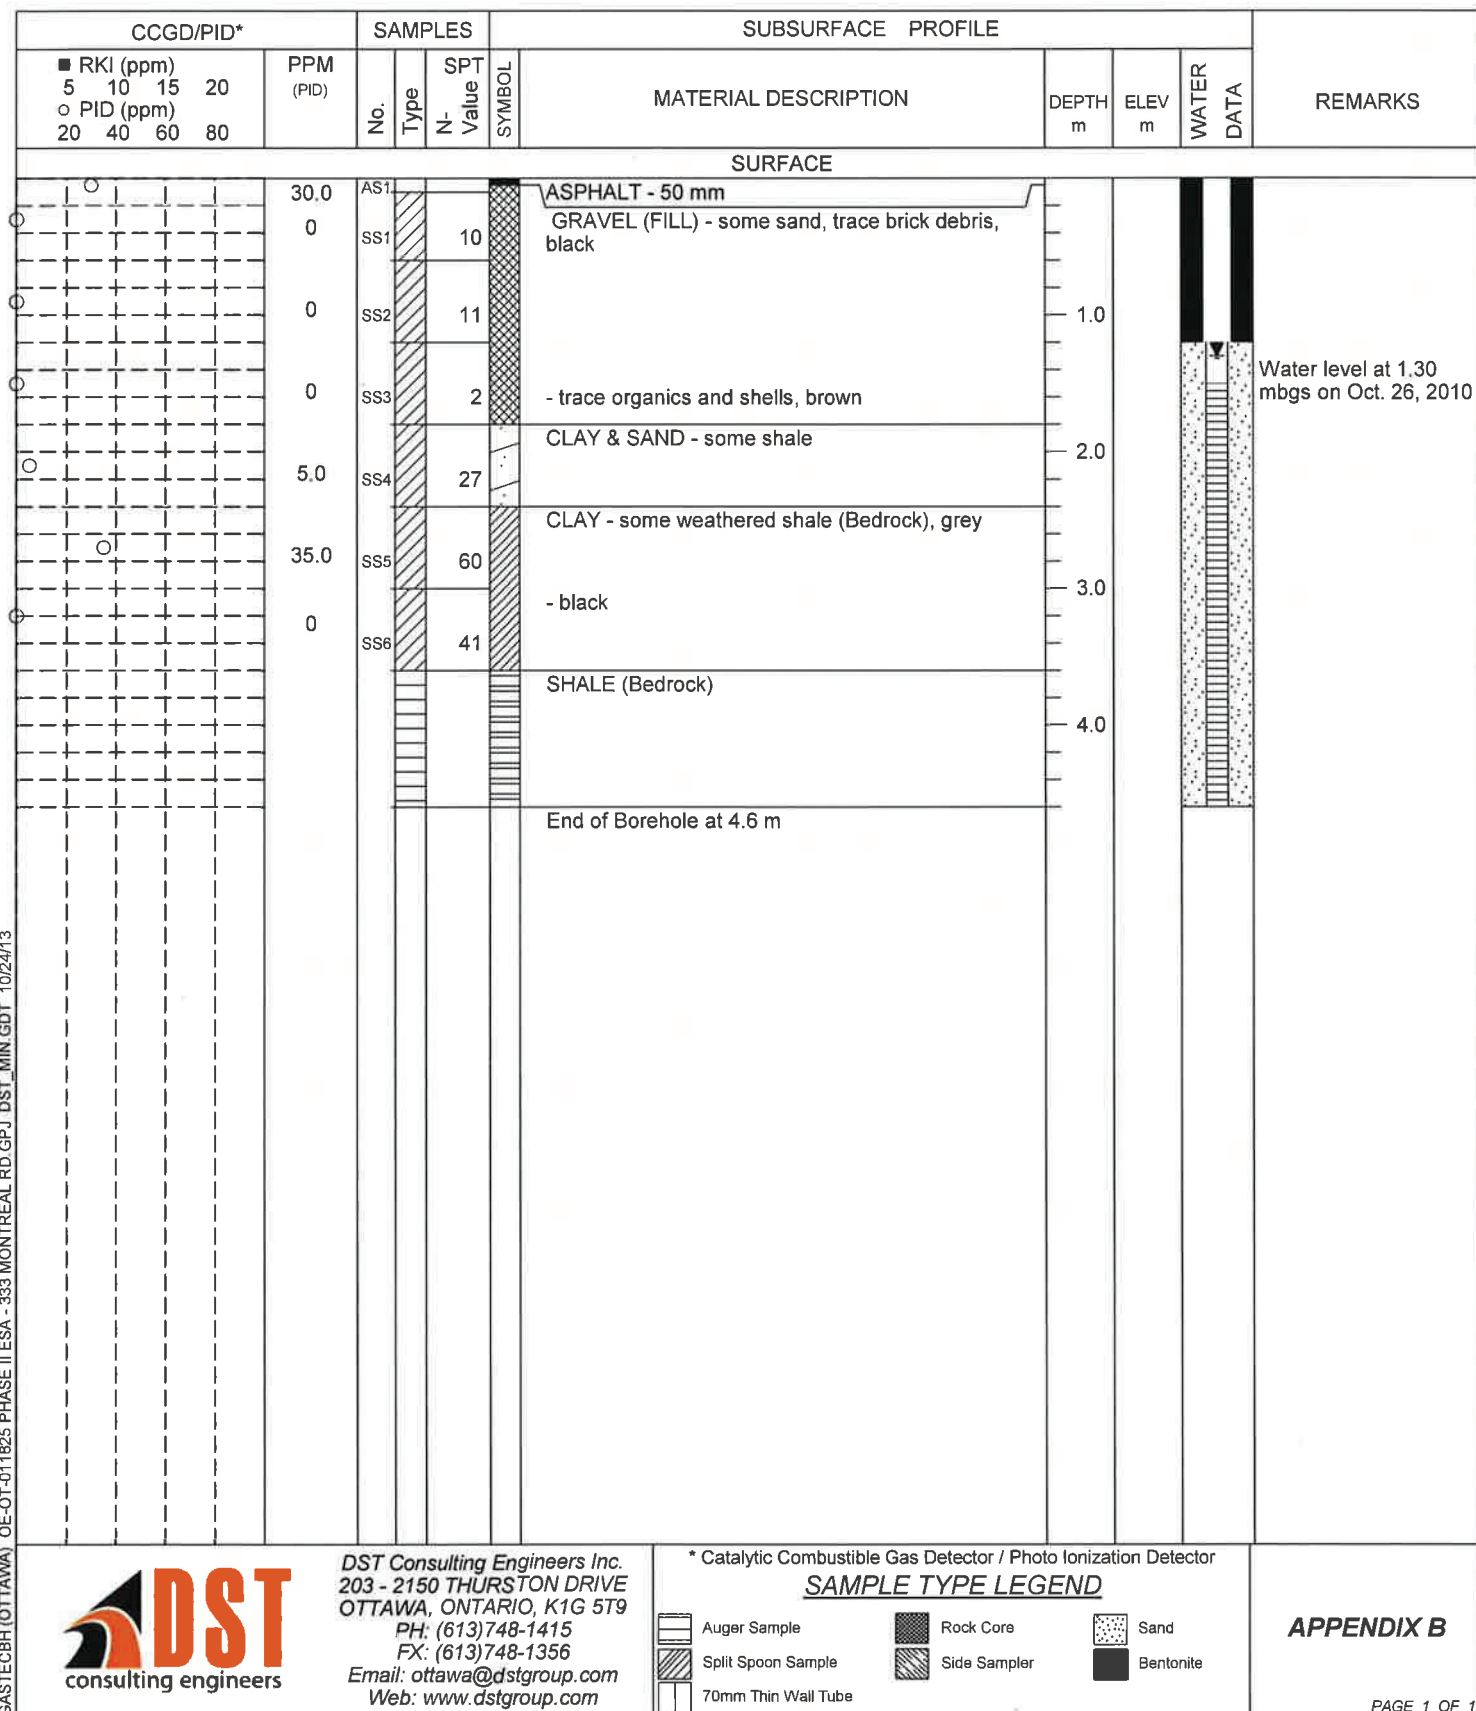 CCGD/PID*
SAMPLES
SUBSURFACE PROFILE
■ RKI (ppm)
5 10 15 20
○ PID (ppm)
20 40 60 80
PPM
(PID)
No.
Type
SPT
N-
Value
SYMBOL
MATERIAL DESCRIPTION
DEPTH
m
ELEV
m
WATER
DATA
REMARKS
SURFACE
30.0
AS1
ASPHALT - 50 mm
0
SS1
10
GRAVEL (FILL) - some sand, trace brick debris,
black
0
SS2
11
1.0
0
SS3
2
- trace organics and shells, brown
Water level at 1.30
mbgs on Oct. 26, 2010
CLAY & SAND - some shale
2.0
5.0
SS4
27
CLAY - some weathered shale (Bedrock), grey
35.0
SS5
60
3.0
- black
0
SS6
41
SHALE (Bedrock)
4.0
End of Borehole at 4.6 m
GASTECBH (OTTAWA) OE-OT-011625 PHASE II ESA - 333 MONTREAL RD.GPJ DST_MIN.GDT 10/24/13
DST
consulting engineers
DST Consulting Engineers Inc.
203 - 2150 THURSTON DRIVE
OTTAWA, ONTARIO, K1G 5T9
PH: (613)748-1415
FX: (613)748-1356
Email: ottawa@dstgroup.com
Web: www.dstgroup.com
* Catalytic Combustible Gas Detector / Photo Ionization Detector
SAMPLE TYPE LEGEND
Auger Sample
Rock Core
Sand
Split Spoon Sample
Side Sampler
Bentonite
70mm Thin Wall Tube
APPENDIX B
PAGE 1 OF 1